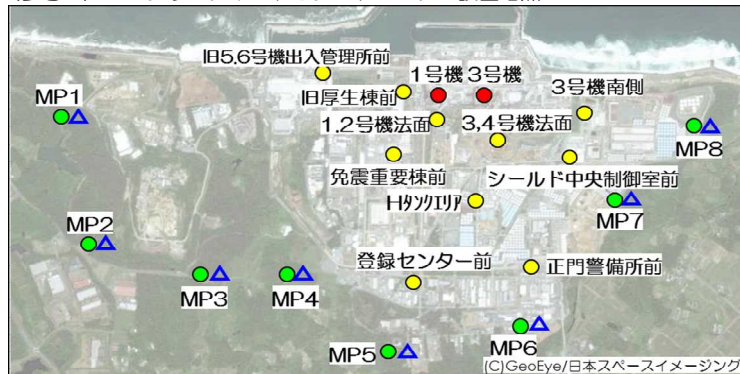 旧5.6号機出入管理所前
1号機 3号機
MP1
旧厚生棟前
3号機南側
1.2号機法面
3,4号機法面
MP8
免震重要棟前
シールド中央制御室前
Hﾀﾝｸｴﾘｱ
MP7
MP2
登録センター前
正門警備所前
MP3
MP4
MP5
MP6
(C)GeoEye/日本スペースイメージング